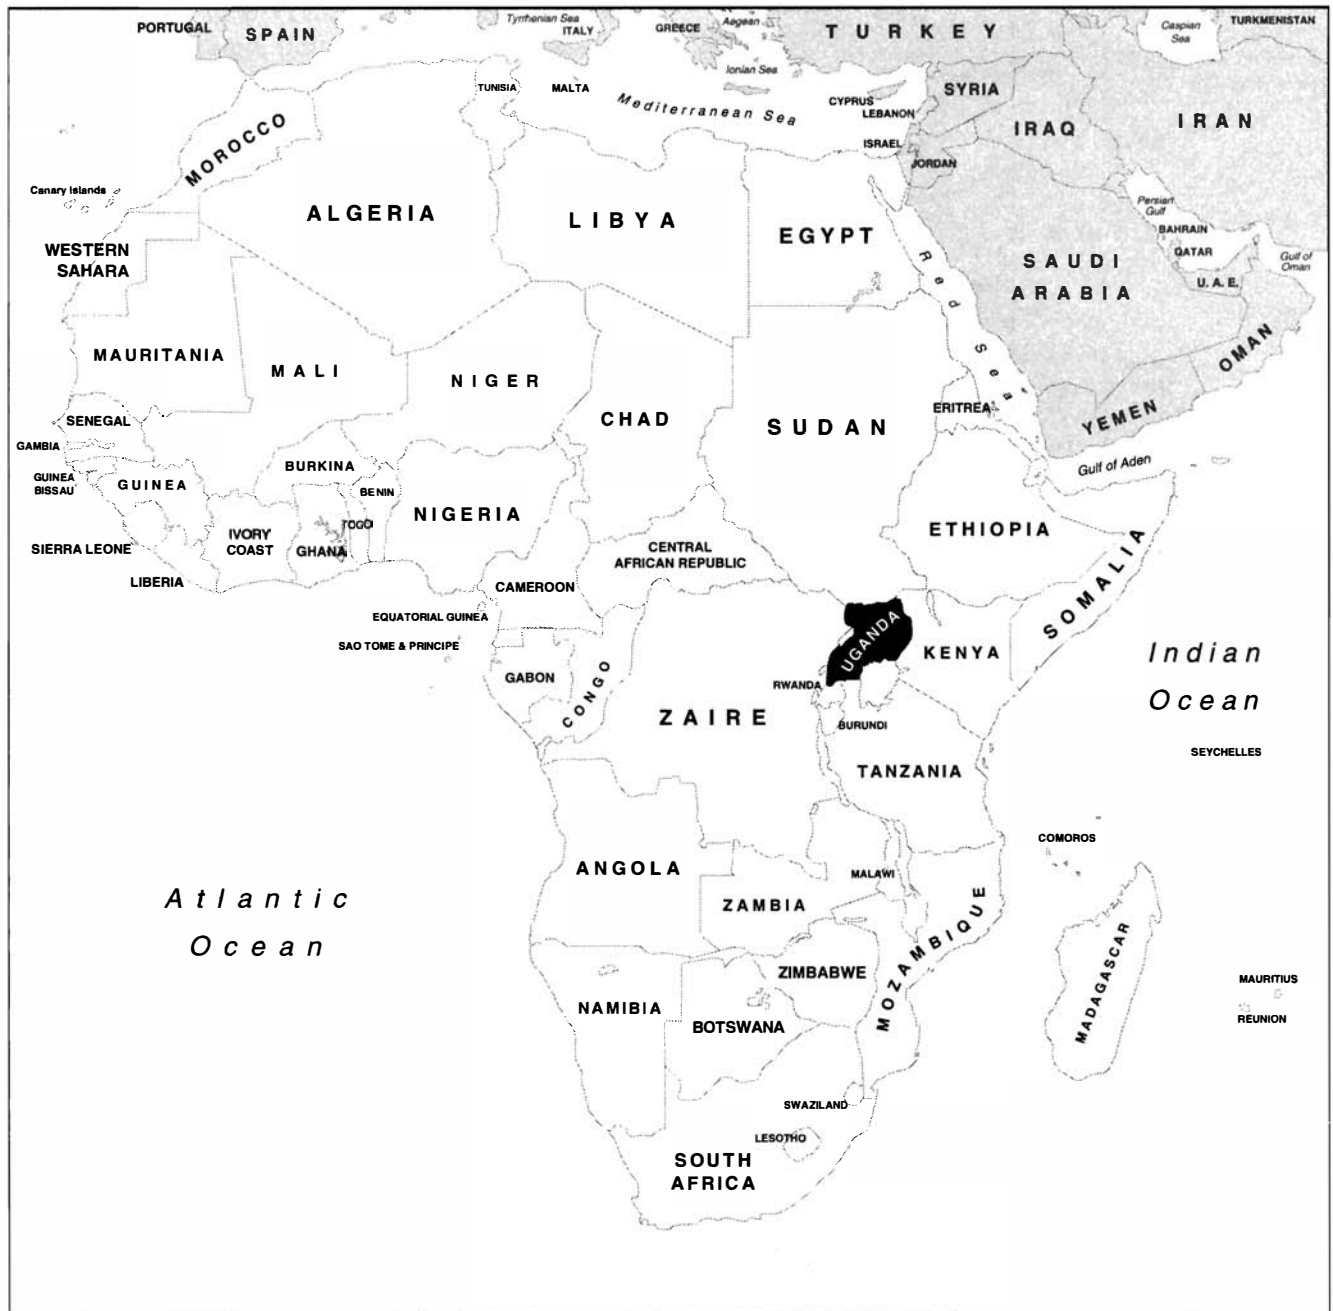 PORTUGAL
SPAIN
Tyrrhenian Sea
ITALY
GREECE
Aegean
TURKEY
Caspian
Sea
TURKMENISTAN
Ionian Sea
TUNISIA
MALTA
Mediterranean Sea
CYPRUS
LEBANON
SYRIA
IRAQ
IRAN
ISRAEL
JORDAN
MOROCCO
Canary Islands
ALGERIA
LIBYA
EGYPT
Red Sea
Persian
Gulf
BAHRAIN
QATAR
Gulf of
Oman
U. A. E.
SAUDI
ARABIA
OMAN
YEMEN
WESTERN
SAHARA
MAURITANIA
MALI
NIGER
CHAD
SUDAN
ERITREA
Gulf of Aden
SENEGAL
GAMBIA
GUINEA
BISSAU
GUINEA
BURKINA
BENIN
TOGO
NIGERIA
IVORY
COAST
GHANA
SIERRA LEONE
LIBERIA
CENTRAL
AFRICAN REPUBLIC
ETHIOPIA
SOMALIA
CAMEROON
EQUATORIAL GUINEA
SAO TOME & PRINCIPE
GABON
CONGO
UGANDA
KENYA
Indian
Ocean
RWANDA
ZAIRE
BURUNDI
TANZANIA
SEYCHELLES
COMOROS
ANGOLA
MALAWI
ZAMBIA
MOZAMBIQUE
Atlantic
Ocean
MADAGASCAR
ZIMBABWE
NAMIBIA
BOTSWANA
MAURITIUS
REUNION
SWAZILAND
LESOTHO
SOUTH
AFRICA